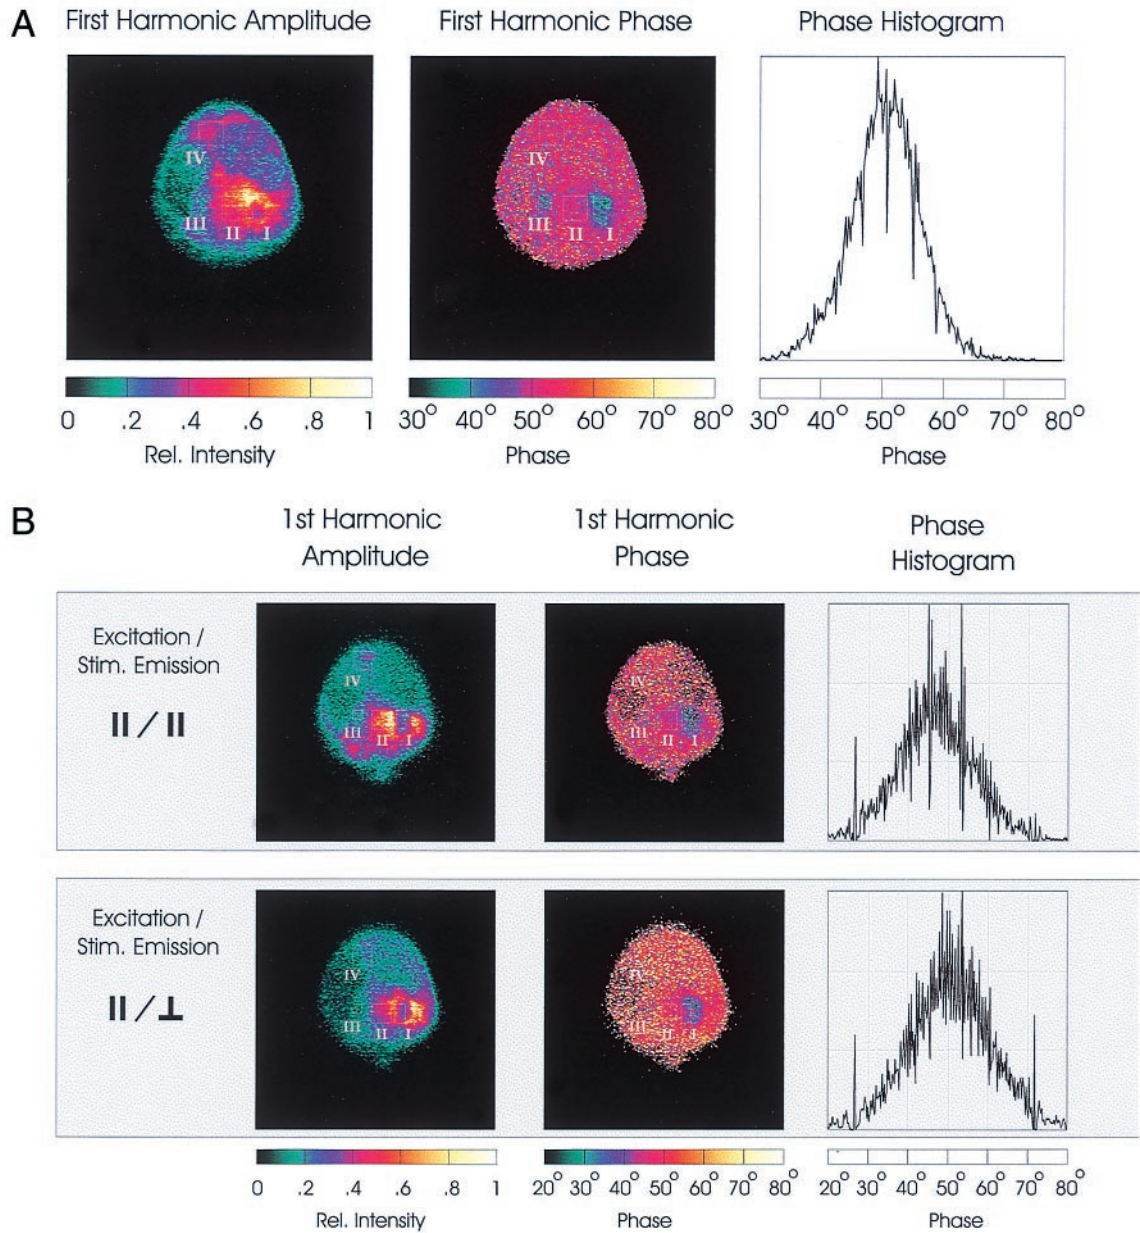 A
First Harmonic Amplitude
First Harmonic Phase
Phase Histogram
IV
III
II
I
IV
III
II
I
0 .2 .4 .6 .8 1
Rel. Intensity
30° 40° 50° 60° 70° 80°
Phase
30° 40° 50° 60° 70° 80°
Phase
B
1st Harmonic
Amplitude
1st Harmonic
Phase
Phase
Histogram
Excitation /
Stim. Emission
II / II
IV
III
II
I
IV
III
II
I
Excitation /
Stim. Emission
II / ⊥
IV
III
II
I
IV
III
II
I
0 .2 .4 .6 .8 1
Rel. Intensity
20° 30° 40° 50° 60° 70° 80°
Phase
20° 30° 40° 50° 60° 70° 80°
Phase